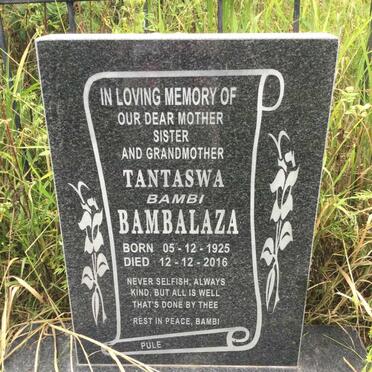 IN LOVING MEMORY OF
OUR DEAR MOTHER
SISTER
AND GRANDMOTHER
TANTASWA
BAMBI
BAMBALAZA
BORN 05 - 12 - 1925
DIED 12 - 12 - 2016
NEVER SELFISH, ALWAYS
KIND, BUT ALL IS WELL
THAT'S DONE BY THEE
REST IN PEACE, BAMBI
PULE